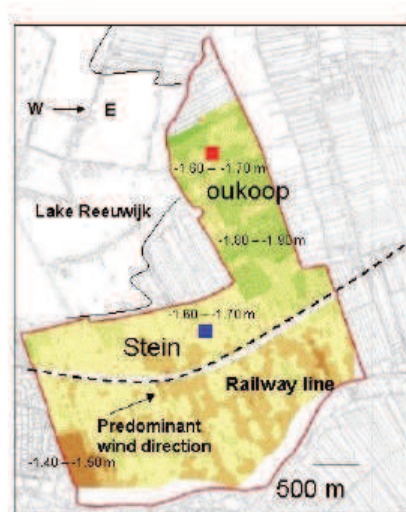 W → E
-1.60 – -1.70 m
oukoop
Lake Reeuwijk
-1.80 – -1.90 m
-1.60 – -1.70 m
Stein
Railway line
Predominant
wind direction
-1.40 – -1.50 m
500 m